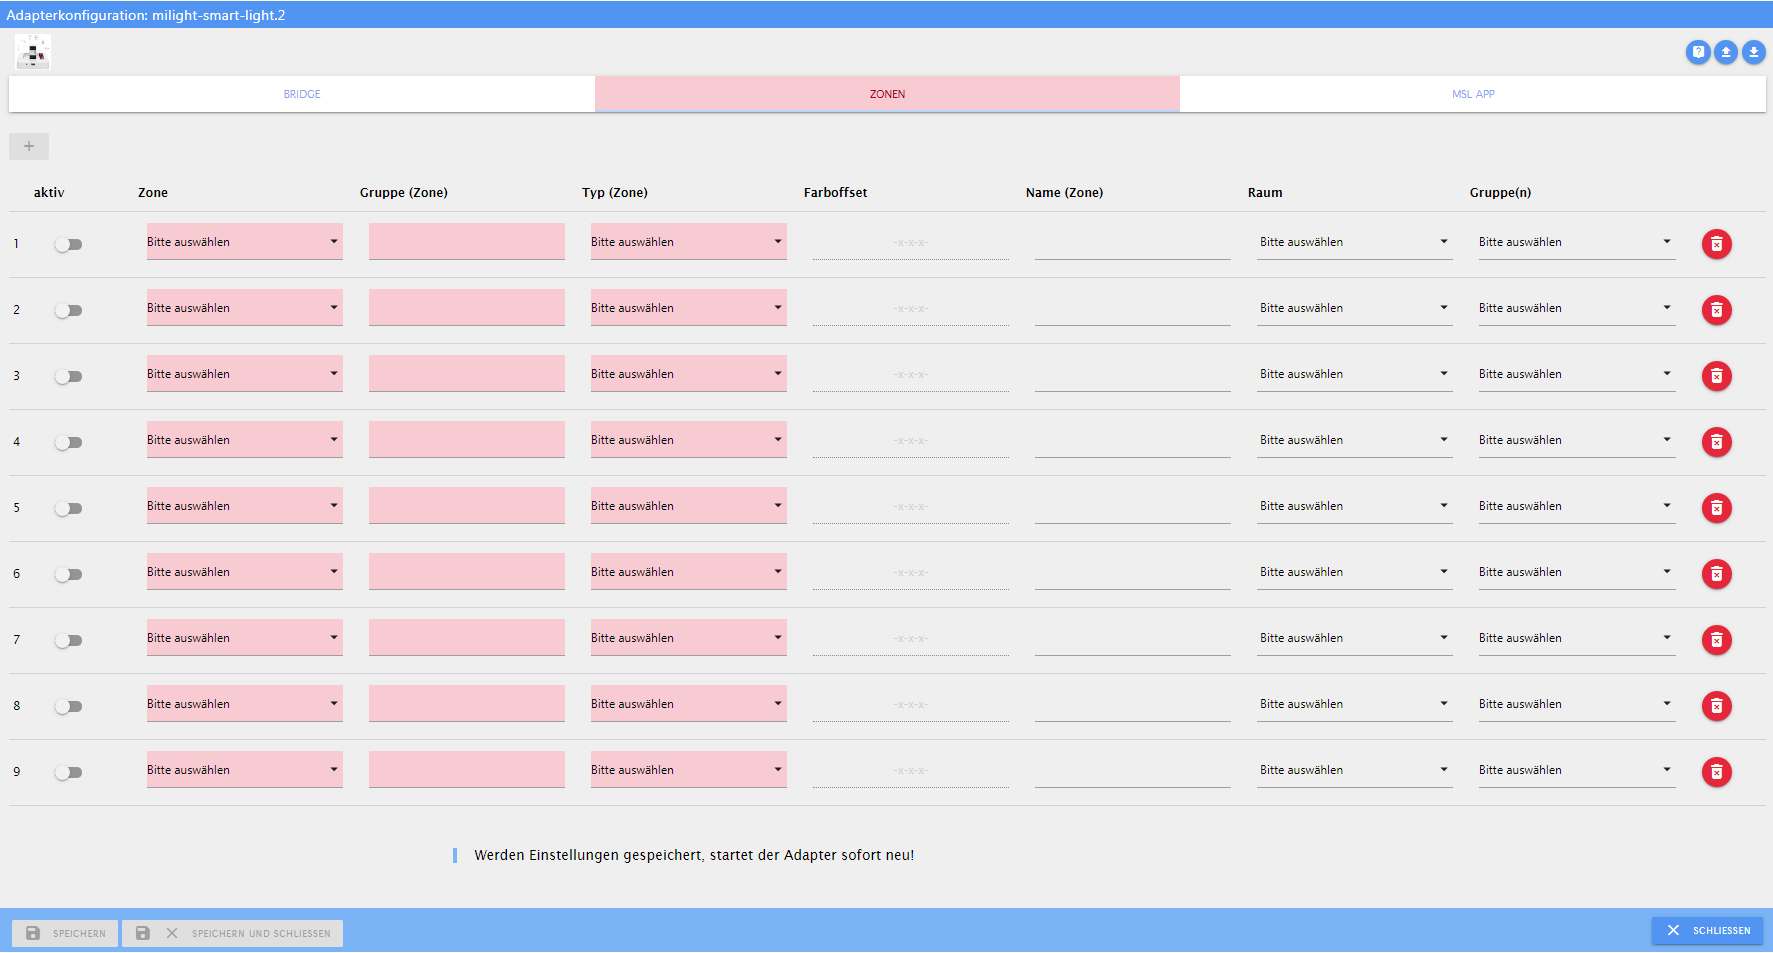 Adapterkonfiguration: milight-smart-light.2
BRIDGE ZONEN MSL APP
+
aktiv Zone Gruppe (Zone) Typ (Zone) Farboffset Name (Zone) Raum Gruppe(n)
1 Bitte auswählen Bitte auswählen -x-x-x- Bitte auswählen Bitte auswählen
2 Bitte auswählen Bitte auswählen -x-x-x- Bitte auswählen Bitte auswählen
3 Bitte auswählen Bitte auswählen -x-x-x- Bitte auswählen Bitte auswählen
4 Bitte auswählen Bitte auswählen -x-x-x- Bitte auswählen Bitte auswählen
5 Bitte auswählen Bitte auswählen -x-x-x- Bitte auswählen Bitte auswählen
6 Bitte auswählen Bitte auswählen -x-x-x- Bitte auswählen Bitte auswählen
7 Bitte auswählen Bitte auswählen -x-x-x- Bitte auswählen Bitte auswählen
8 Bitte auswählen Bitte auswählen -x-x-x- Bitte auswählen Bitte auswählen
9 Bitte auswählen Bitte auswählen -x-x-x- Bitte auswählen Bitte auswählen
Werden Einstellungen gespeichert, startet der Adapter sofort neu!
SPEICHERN SPEICHERN UND SCHLIESSEN SCHLIESSEN